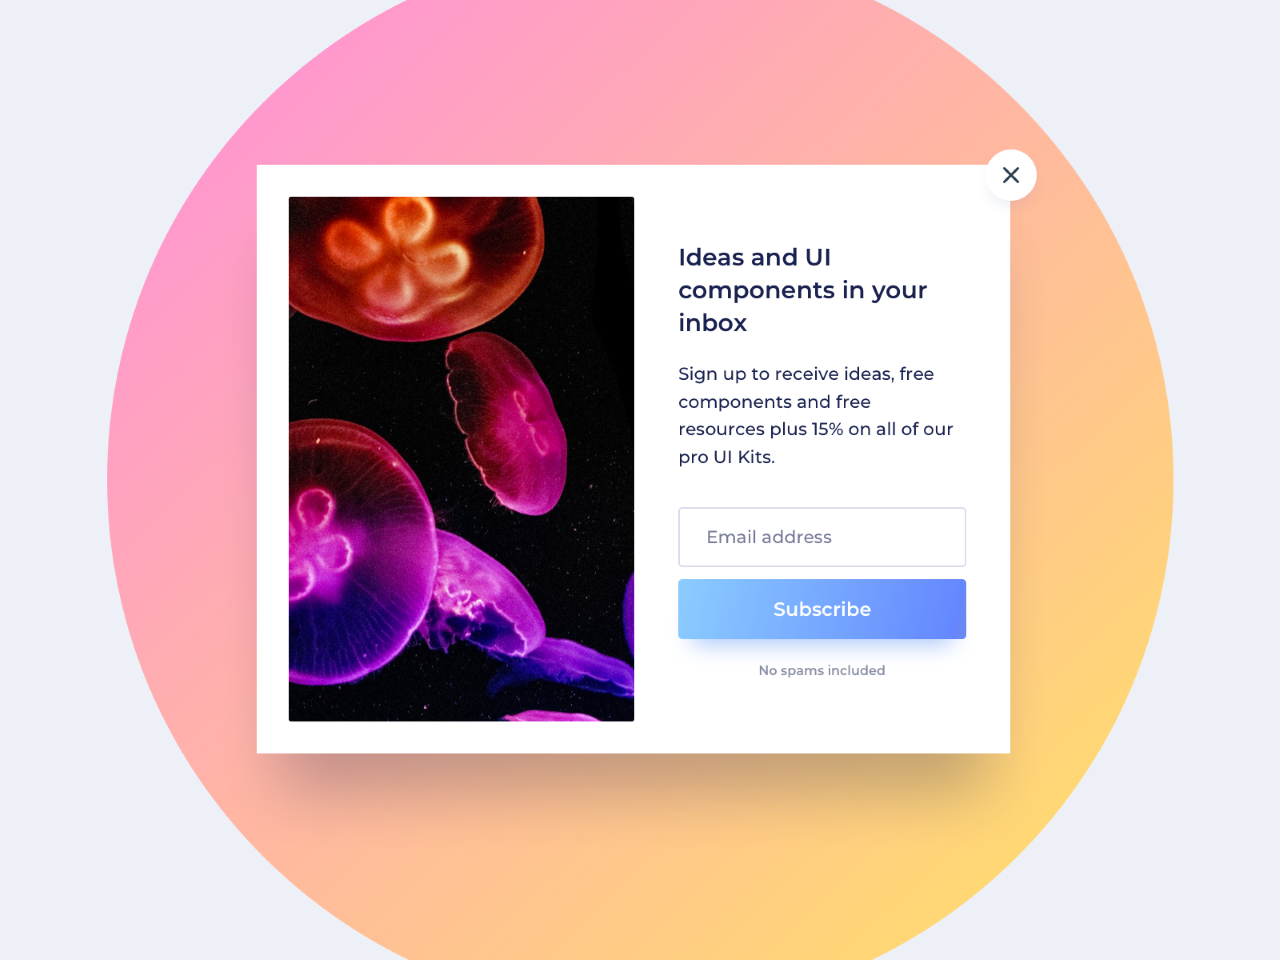 Ideas and UI
components in your
inbox
Sign up to receive ideas, free
components and free
resources plus 15% on all of our
pro UI Kits.
Email address
Subscribe
No spams included